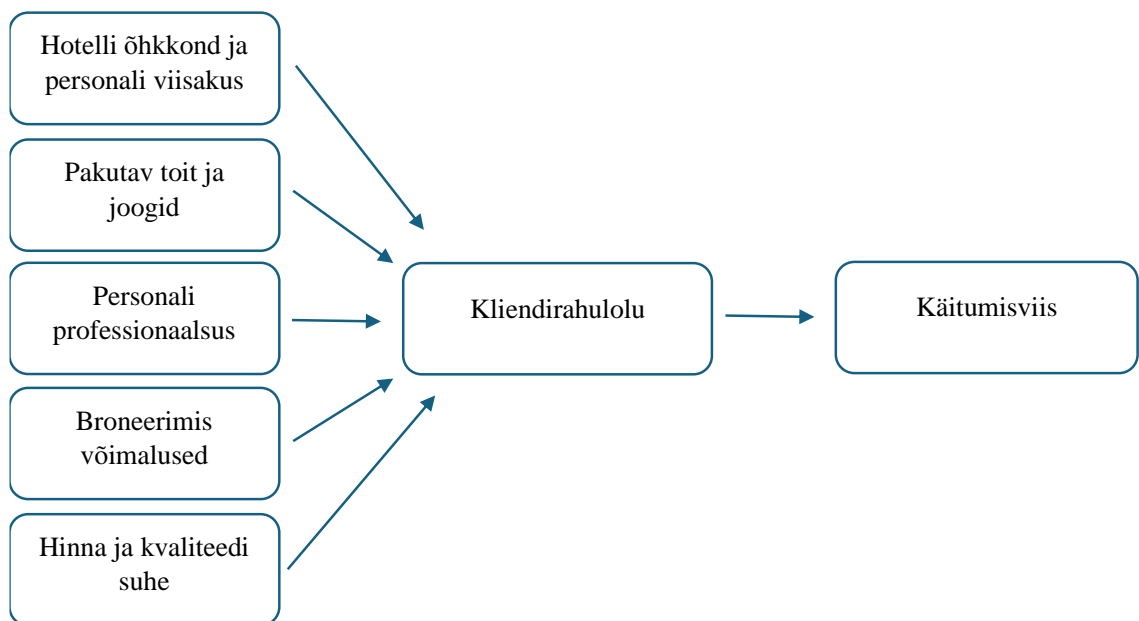 Hotelli õhkkond ja
personali viisakus
Pakutav toit ja
joogid
Personali
professionaalsus
Broneerimis
võimalused
Hinna ja kvaliteedi
suhe
Kliendirahulolu
Käitumisviis